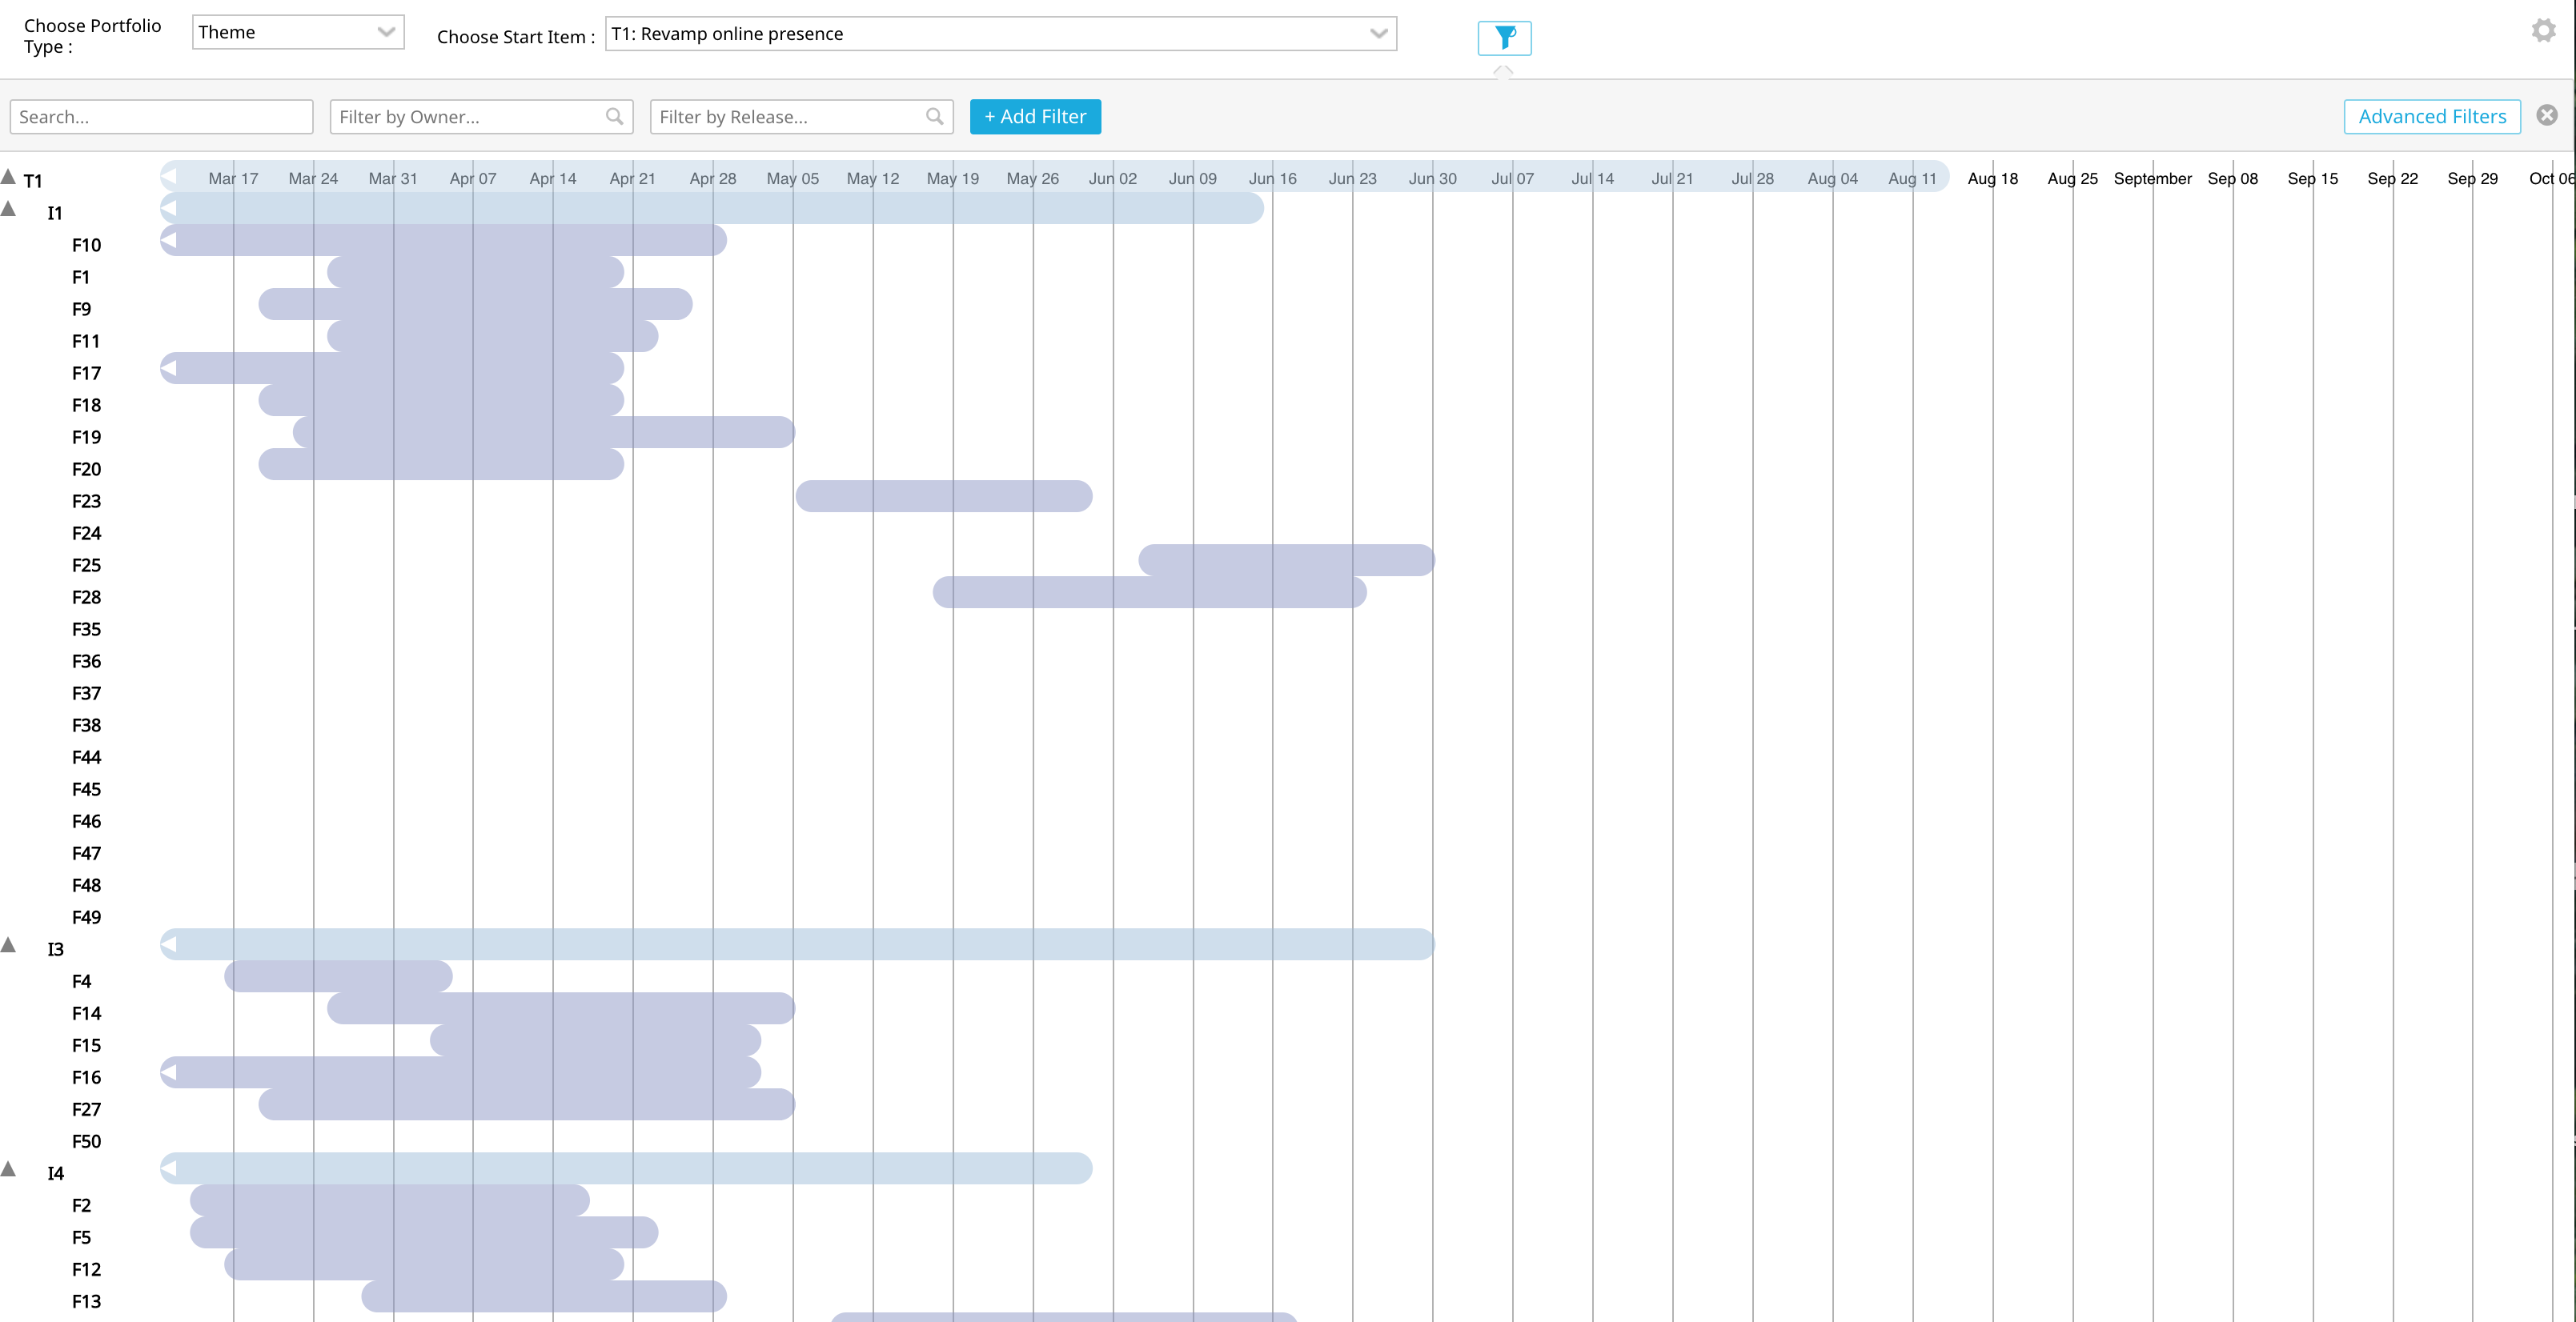 Choose Portfolio
Type :
Theme
Choose Start Item :
T1: Revamp online presence
Search...
Filter by Owner...
Filter by Release...
+ Add Filter
Advanced Filters
T1 Mar 17 Mar 24 Mar 31 Apr 07 Apr 14 Apr 21 Apr 28 May 05 May 12 May 19 May 26 Jun 02 Jun 09 Jun 16 Jun 23 Jun 30 Jul 07 Jul 14 Jul 21 Jul 28 Aug 04 Aug 11 Aug 18 Aug 25 September Sep 08 Sep 15 Sep 22 Sep 29 Oct 06
I1
F10
F1
F9
F11
F17
F18
F19
F20
F23
F24
F25
F28
F35
F36
F37
F38
F44
F45
F46
F47
F48
F49
I3
F4
F14
F15
F16
F27
F50
I4
F2
F5
F12
F13